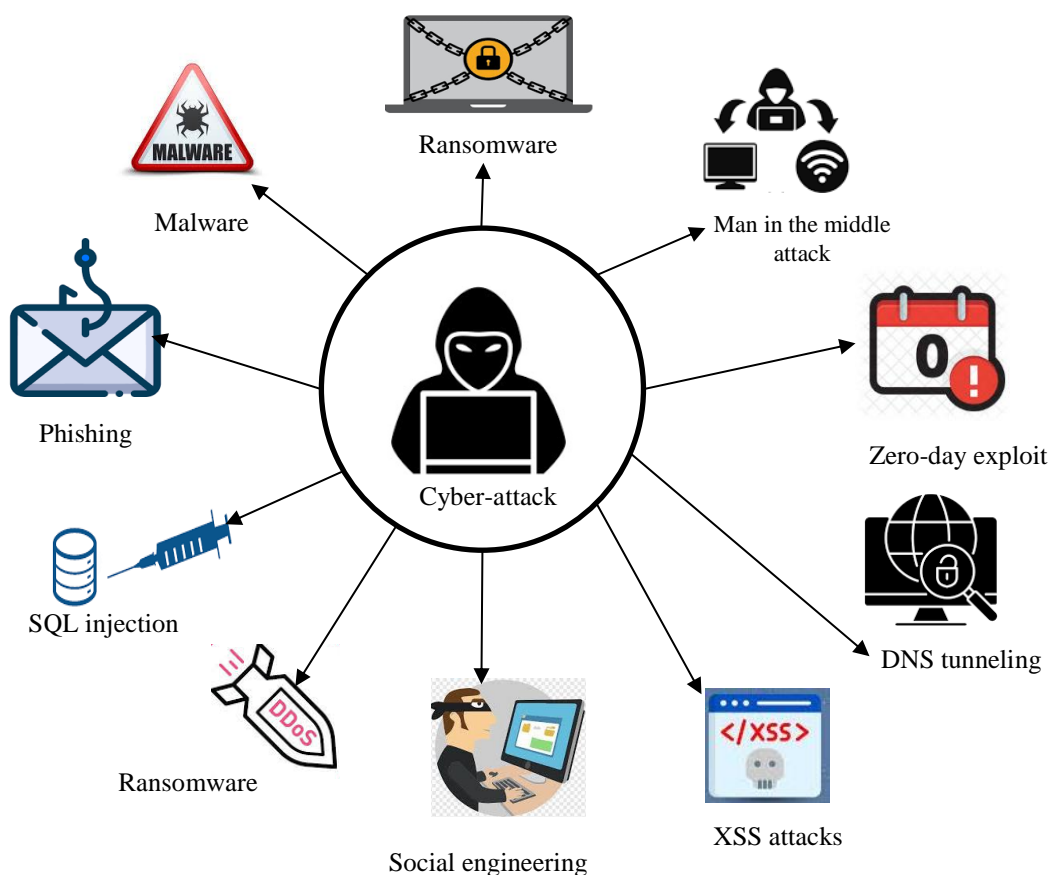 Ransomware
MALWARE
Malware
Man in the middle
attack
0
!
Phishing
Cyber-attack
Zero-day exploit
SQL injection
DNS tunneling
DDoS
</XSS>
Ransomware
XSS attacks
Social engineering